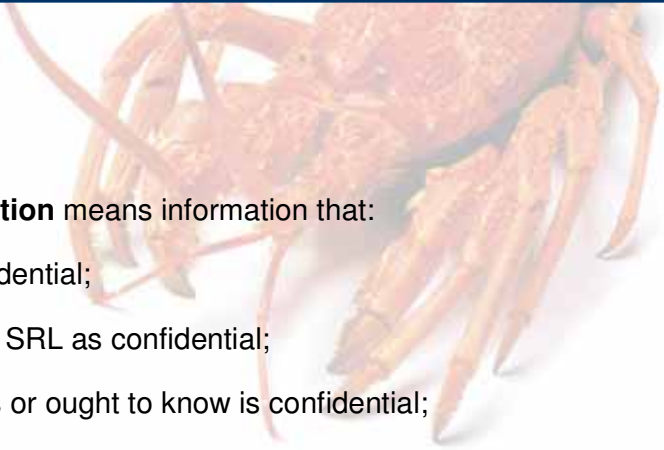 tion means information that:
dential;
SRL as confidential;
or ought to know is confidential;